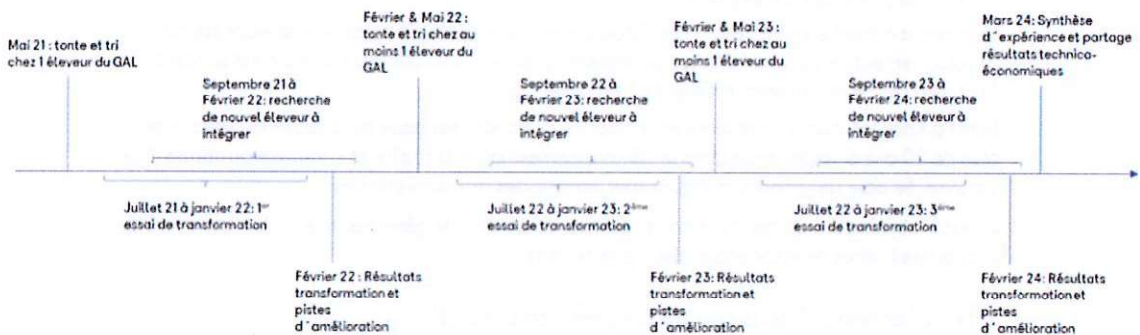 Mai 21 : tonte et tri
chez 1 éleveur du GAL
Février & Mai 22 :
tonte et tri chez au
moins 1 éleveur du
GAL
Février & Mai 23 :
tonte et tri chez au
moins 1 éleveur du
GAL
Mars 24: Synthèse
d´expérience et partage
résultats technico-
économiques
Septembre 21 à
Février 22: recherche
de nouvel éleveur à
intégrer
Septembre 22 à
Février 23: recherche
de nouvel éleveur à
intégrer
Septembre 23 à
Février 24: recherche
de nouvel éleveur à
intégrer
Juillet 21 à janvier 22: 1er
essai de transformation
Juillet 22 à janvier 23: 2ème
essai de transformation
Juillet 22 à janvier 23: 3ème
essai de transformation
Février 22 : Résultats
transformation et
pistes
d´amélioration
Février 23: Résultats
transformation et
pistes
d´amélioration
Février 24: Résultats
transformation et
pistes
d´amélioration